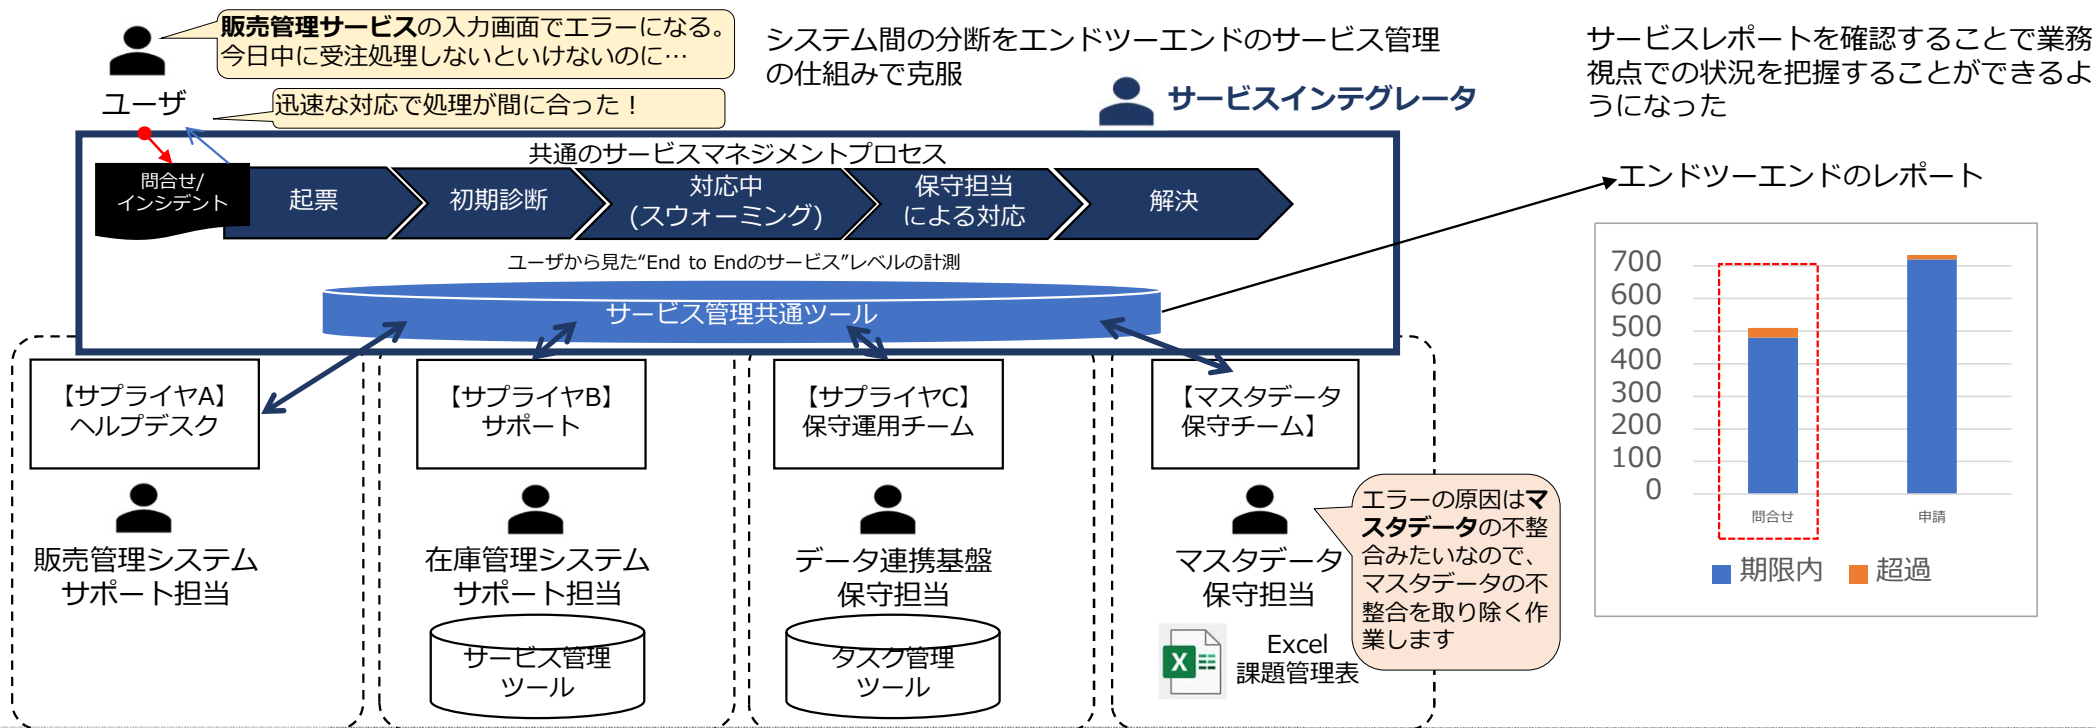 販売管理サービスの入力画面でエラーになる。
今日中に受注処理しないといけないのに…
ユーザ
迅速な対応で処理が間に合った！
システム間の分断をエンドツーエンドのサービス管理
の仕組みで克服
サービスインテグレータ
サービスレポートを確認することで業務
視点での状況を把握することができるよ
うになった
共通のサービスマネジメントプロセス
問合せ/
インシデント
起票
初期診断
対応中
(スウォーミング)
保守担当
による対応
解決
ユーザから見た“End to Endのサービス”レベルの計測
サービス管理共通ツール
エンドツーエンドのレポート
700
600
500
400
300
200
100
0
問合せ
申請
期限内
超過
【サプライヤA】
ヘルプデスク
【サプライヤB】
サポート
【サプライヤC】
保守運用チーム
【マスタデータ
保守チーム】
販売管理システム
サポート担当
在庫管理システム
サポート担当
データ連携基盤
保守担当
マスタデータ
保守担当
エラーの原因はマ
スタデータの不整
合みたいなので、
マスタデータの不
整合を取り除く作
業します
サービス管理
ツール
タスク管理
ツール
X
Excel
課題管理表